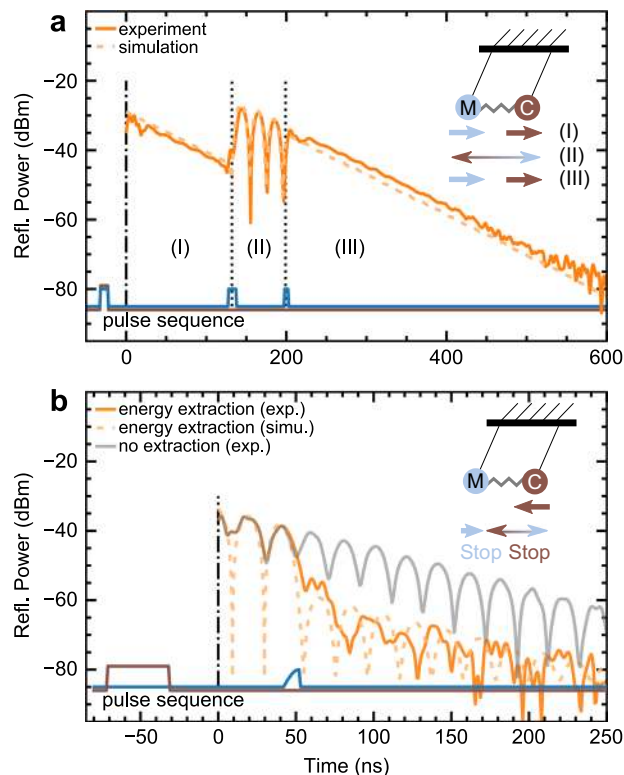 a
experiment
simulation
M
C
(I)
(II)
(III)
Refl. Power (dBm)
−20
−40
−60
−80
(I)
(II)
(III)
pulse sequence
0
200
400
600
b
energy extraction (exp.)
energy extraction (simu.)
no extraction (exp.)
M
C
Stop Stop
Refl. Power (dBm)
−20
−40
−60
−80
pulse sequence
−50
0
50
100
150
200
250
Time (ns)